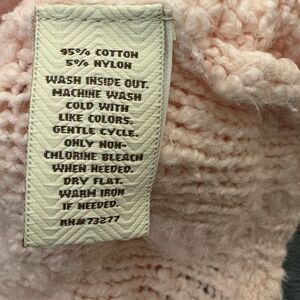 95% COTTON
5% NYLON
WASH INSIDE OUT.
MACHINE WASH
COLD WITH
LIKE COLORS.
GENTLE CYCLE.
ONLY NON-
CHLORINE BLEACH
WHEN NEEDED.
DRY FLAT.
WARM IRON
IF NEEDED.
RN#73277